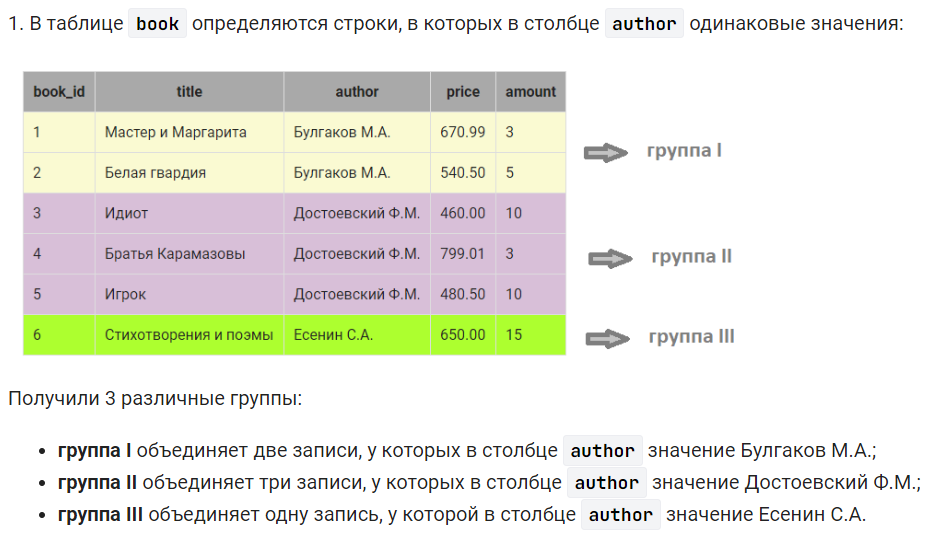 1. В таблице book определяются строки, в которых в столбце author одинаковые значения:
book_id title author price amount
1 Мастер и Маргарита Булгаков М.А. 670.99 3
группа I
2 Белая гвардия Булгаков М.А. 540.50 5
3 Идиот Достоевский Ф.М. 460.00 10
4 Братья Карамазовы Достоевский Ф.М. 799.01 3
группа II
5 Игрок Достоевский Ф.М. 480.50 10
6 Стихотворения и поэмы Есенин С.А. 650.00 15
группа III
Получили 3 различные группы:
• группа I объединяет две записи, у которых в столбце author значение Булгаков М.А.;
• группа II объединяет три записи, у которых в столбце author значение Достоевский Ф.М.;
• группа III объединяет одну запись, у которой в столбце author значение Есенин С.А.